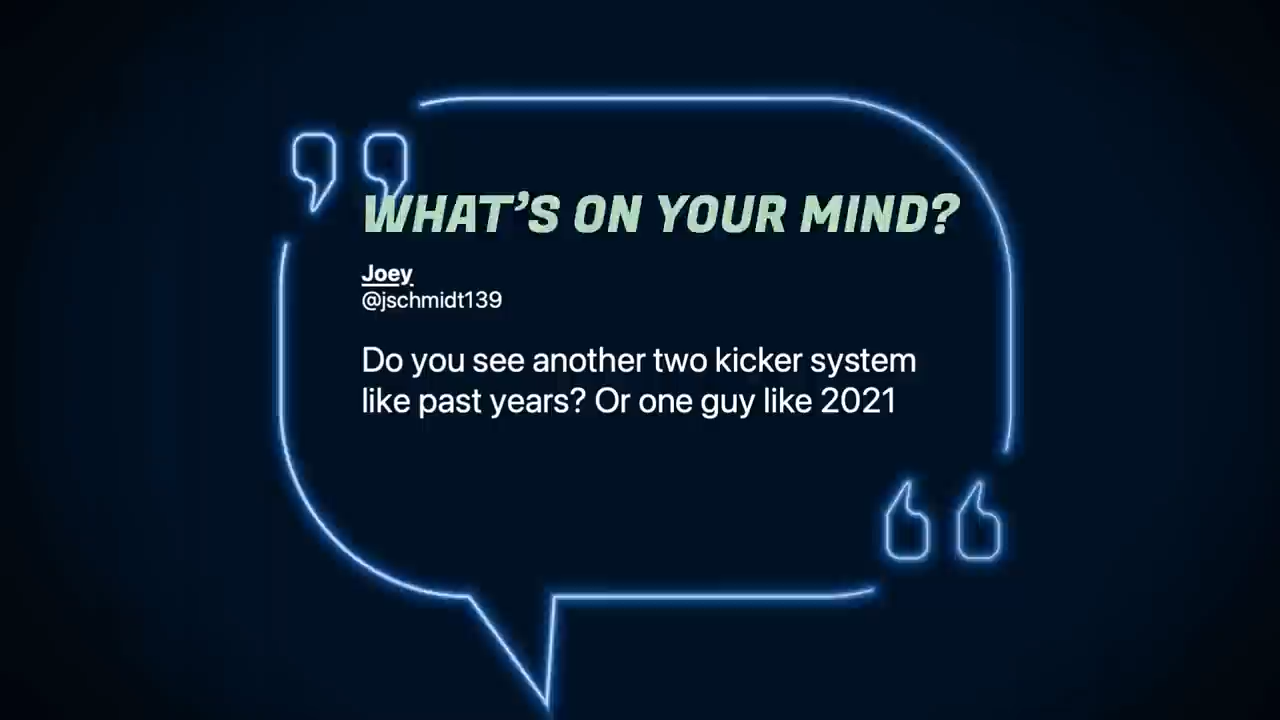 WHAT'S ON YOUR MIND?
Joey
@jschmidt139
Do you see another two kicker system
like past years? Or one guy like 2021